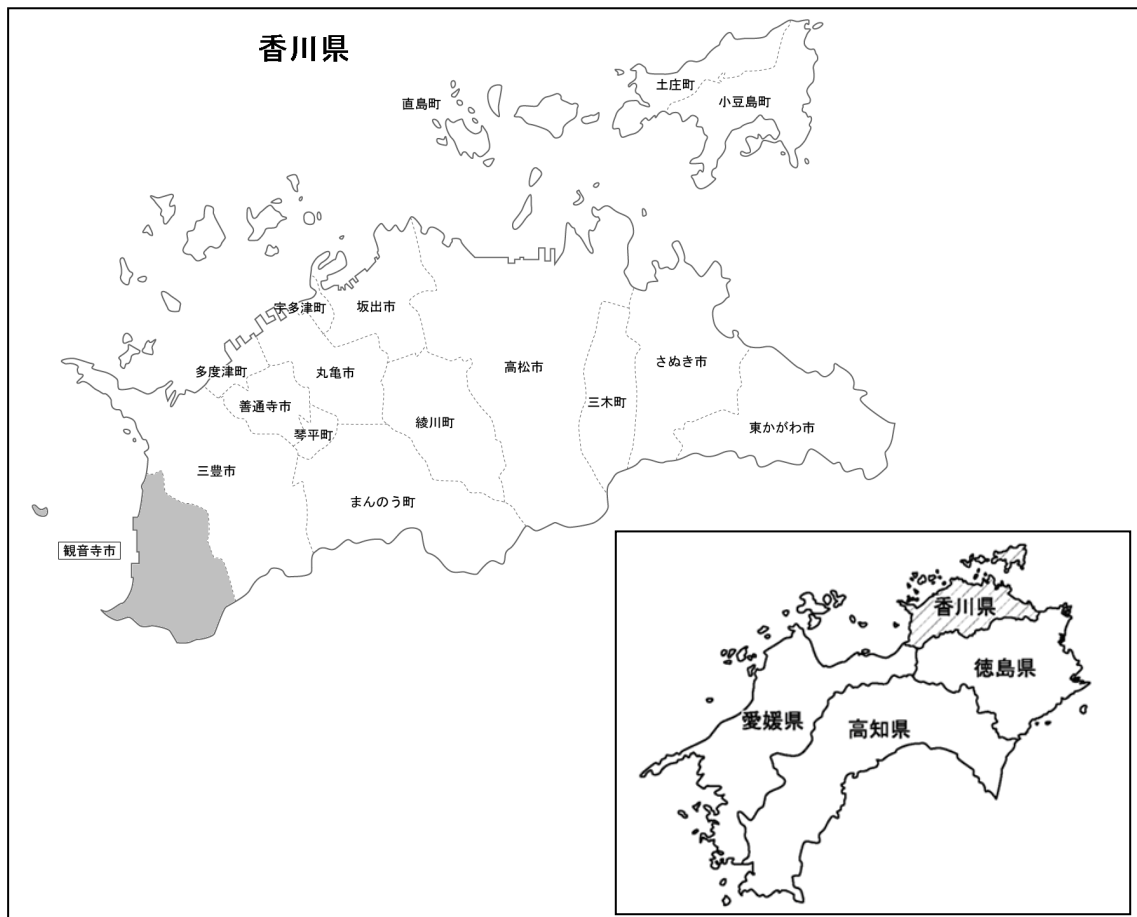 香川県
土庄町
直島町
小豆島町
宇多津町
坂出市
さぬき市
高松市
多度津町
丸亀市
善通寺市
三木町
綾川町
東かがわ市
琴平町
三豊市
まんのう町
観音寺市
香川県
徳島県
愛媛県
高知県